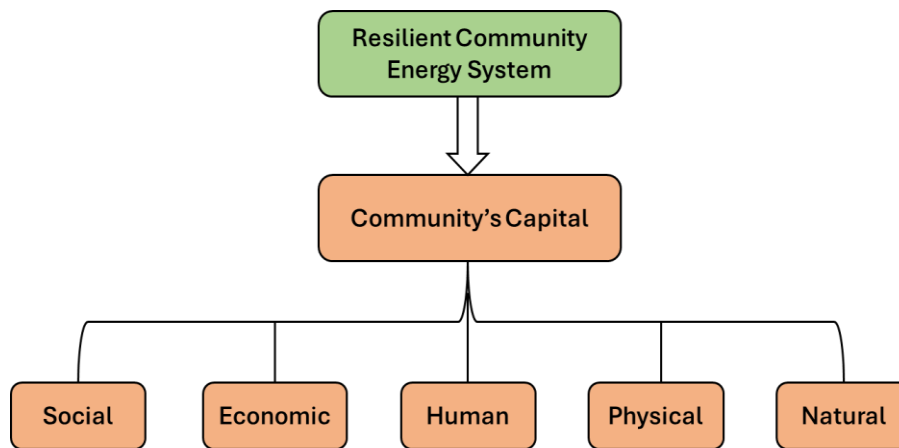 Resilient Community
Energy System
Community’s Capital
Social
Economic
Human
Physical
Natural